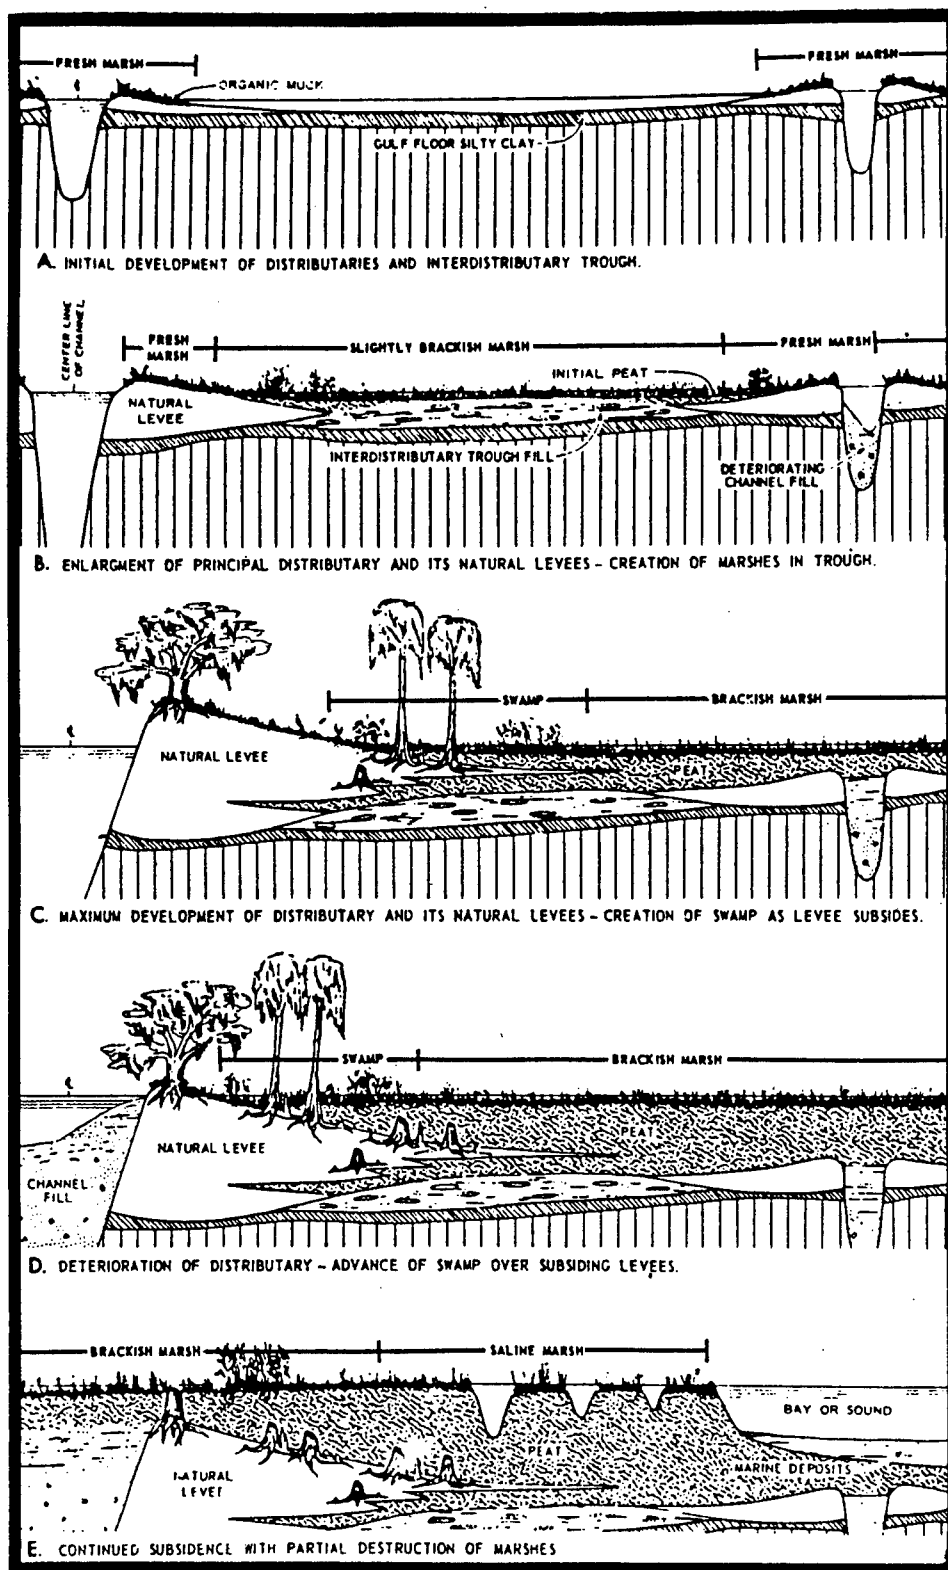 FRESH MARSH
FRESH MARSH
℄
ORGANIC MUCK
GULF FLOOR SILTY CLAY
A. INITIAL DEVELOPMENT OF DISTRIBUTARIES AND INTERDISTRIBUTARY TROUGH.
CENTER LINE
OF CHANNEL
FRESH
MARSH
SLIGHTLY BRACKISH MARSH
FRESH MARSH
INITIAL PEAT
NATURAL
LEVEE
INTERDISTRIBUTARY TROUGH FILL
DETERIORATING
CHANNEL FILL
B. ENLARGMENT OF PRINCIPAL DISTRIBUTARY AND ITS NATURAL LEVEES – CREATION OF MARSHES IN TROUGH.
SWAMP
BRACKISH MARSH
℄
NATURAL LEVEE
PEAT
C. MAXIMUM DEVELOPMENT OF DISTRIBUTARY AND ITS NATURAL LEVEES – CREATION OF SWAMP AS LEVEE SUBSIDES.
SWAMP
BRACKISH MARSH
℄
PEAT
NATURAL LEVEE
CHANNEL
FILL
D. DETERIORATION OF DISTRIBUTARY – ADVANCE OF SWAMP OVER SUBSIDING LEVEES.
BRACKISH MARSH
SALINE MARSH
BAY OR SOUND
PEAT
MARINE DEPOSITS
NATURAL
LEVEE
E. CONTINUED SUBSIDENCE WITH PARTIAL DESTRUCTION OF MARSHES